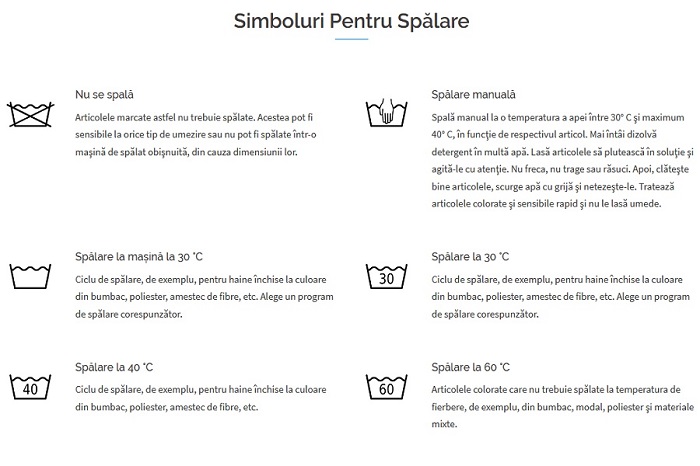 Simboluri Pentru Spălare
Nu se spală
Articolele marcate astfel nu trebuie spălate. Acestea pot fi
sensibile la orice tip de umezire sau nu pot fi spălate într-o
mașină de spălat obișnuită, din cauza dimensiunii lor.
Spălare manuală
Spală manual la o temperatura a apei între 30° C și maximum
40° C, în funcție de respectivul articol. Mai întâi dizolvă
detergent în multă apă. Lasă articolele să plutească în soluție și
agită-le cu atenție. Nu freca, nu trage sau răsuci. Apoi, clătește
bine articolele, scurge apă cu grijă și netezește-le. Tratează
articolele colorate și sensibile rapid și nu le lasă umede.
Spălare la mașină la 30 °C
Ciclu de spălare, de exemplu, pentru haine închise la culoare
din bumbac, poliester, amestec de fibre, etc. Alege un program
de spălare corespunzător.
30
Spălare la 30 °C
Ciclu de spălare, de exemplu, pentru haine închise la culoare
din bumbac, poliester, amestec de fibre, etc. Alege un program
de spălare corespunzător.
40
Spălare la 40 °C
Ciclu de spălare, de exemplu, pentru haine închise la culoare
din bumbac, poliester, amestec de fibre, etc.
60
Spălare la 60 °C
Articolele colorate care nu trebuie spălate la temperatura de
fierbere, de exemplu, din bumbac, modal, poliester și materiale
mixte.